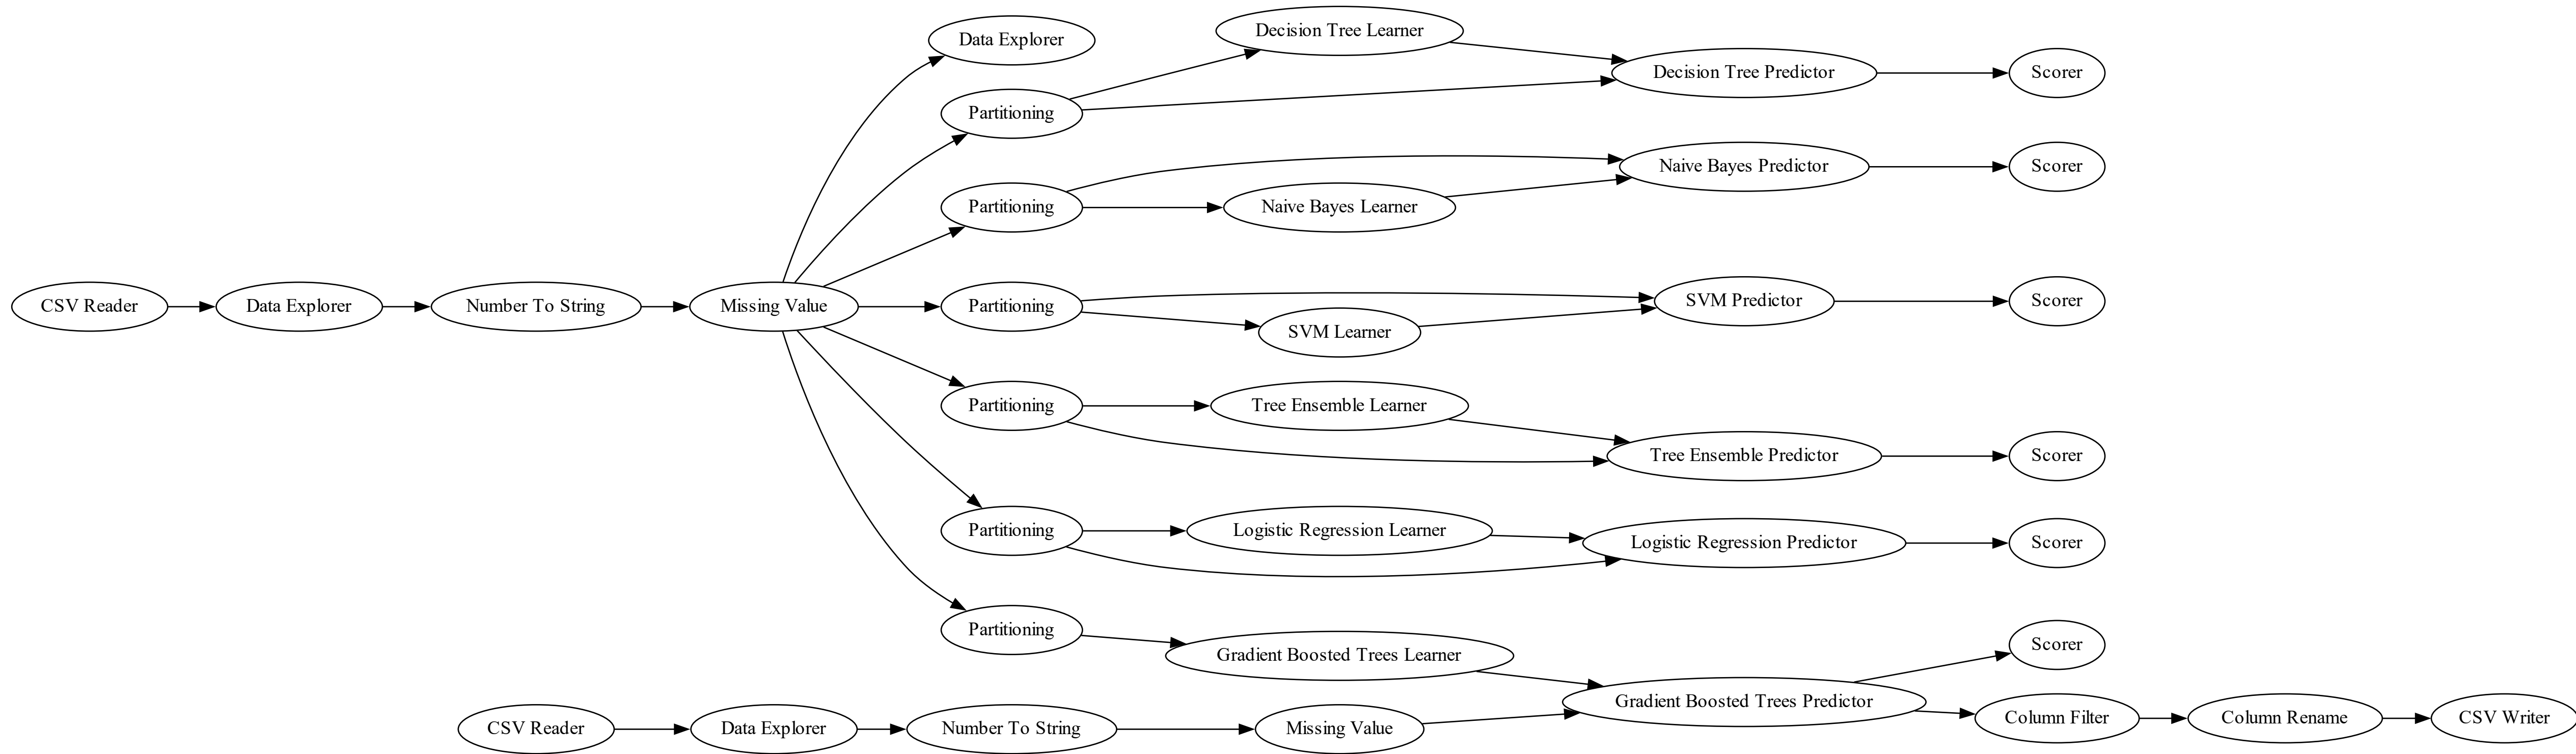 Data Explorer
Decision Tree Learner
Decision Tree Predictor
Scorer
Partitioning
Naive Bayes Predictor
Scorer
Partitioning
Naive Bayes Learner
CSV Reader
Data Explorer
Number To String
Missing Value
Partitioning
SVM Predictor
Scorer
SVM Learner
Partitioning
Tree Ensemble Learner
Tree Ensemble Predictor
Scorer
Partitioning
Logistic Regression Learner
Logistic Regression Predictor
Scorer
Partitioning
Gradient Boosted Trees Learner
Scorer
Gradient Boosted Trees Predictor
CSV Reader
Data Explorer
Number To String
Missing Value
Column Filter
Column Rename
CSV Writer